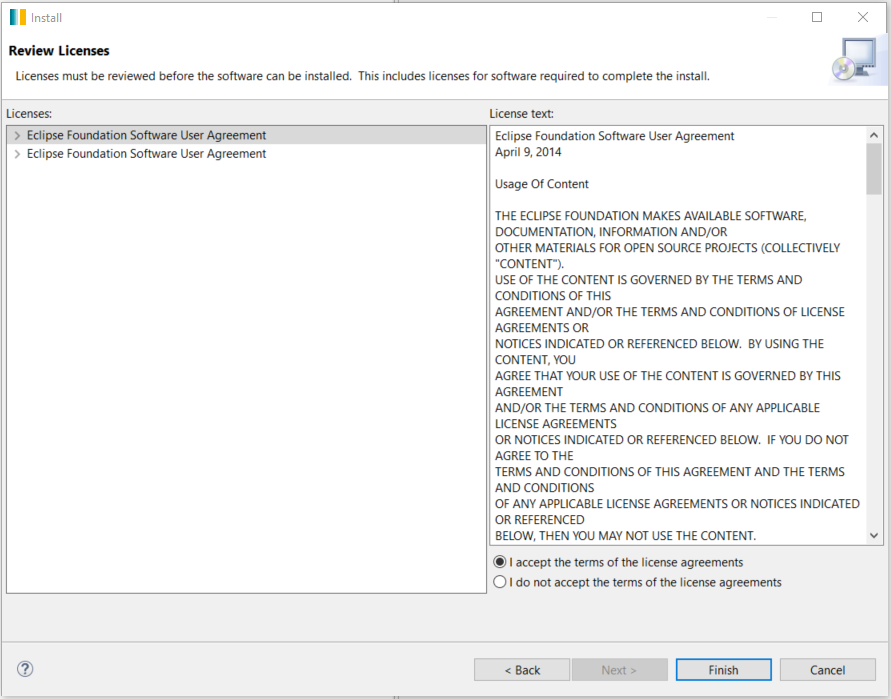 Install
Review Licenses
Licenses must be reviewed before the software can be installed.  This includes licenses for software required to complete the install.
Licenses:
Eclipse Foundation Software User Agreement
Eclipse Foundation Software User Agreement
License text:
Eclipse Foundation Software User Agreement
April 9, 2014
Usage Of Content
THE ECLIPSE FOUNDATION MAKES AVAILABLE SOFTWARE,
DOCUMENTATION, INFORMATION AND/OR
OTHER MATERIALS FOR OPEN SOURCE PROJECTS (COLLECTIVELY
"CONTENT").
USE OF THE CONTENT IS GOVERNED BY THE TERMS AND
CONDITIONS OF THIS
AGREEMENT AND/OR THE TERMS AND CONDITIONS OF LICENSE
AGREEMENTS OR
NOTICES INDICATED OR REFERENCED BELOW.  BY USING THE
CONTENT, YOU
AGREE THAT YOUR USE OF THE CONTENT IS GOVERNED BY THIS
AGREEMENT
AND/OR THE TERMS AND CONDITIONS OF ANY APPLICABLE
LICENSE AGREEMENTS
OR NOTICES INDICATED OR REFERENCED BELOW.  IF YOU DO NOT
AGREE TO THE
TERMS AND CONDITIONS OF THIS AGREEMENT AND THE TERMS
AND CONDITIONS
OF ANY APPLICABLE LICENSE AGREEMENTS OR NOTICES INDICATED
OR REFERENCED
BELOW, THEN YOU MAY NOT USE THE CONTENT.
I accept the terms of the license agreements
I do not accept the terms of the license agreements
?
< Back
Next >
Finish
Cancel